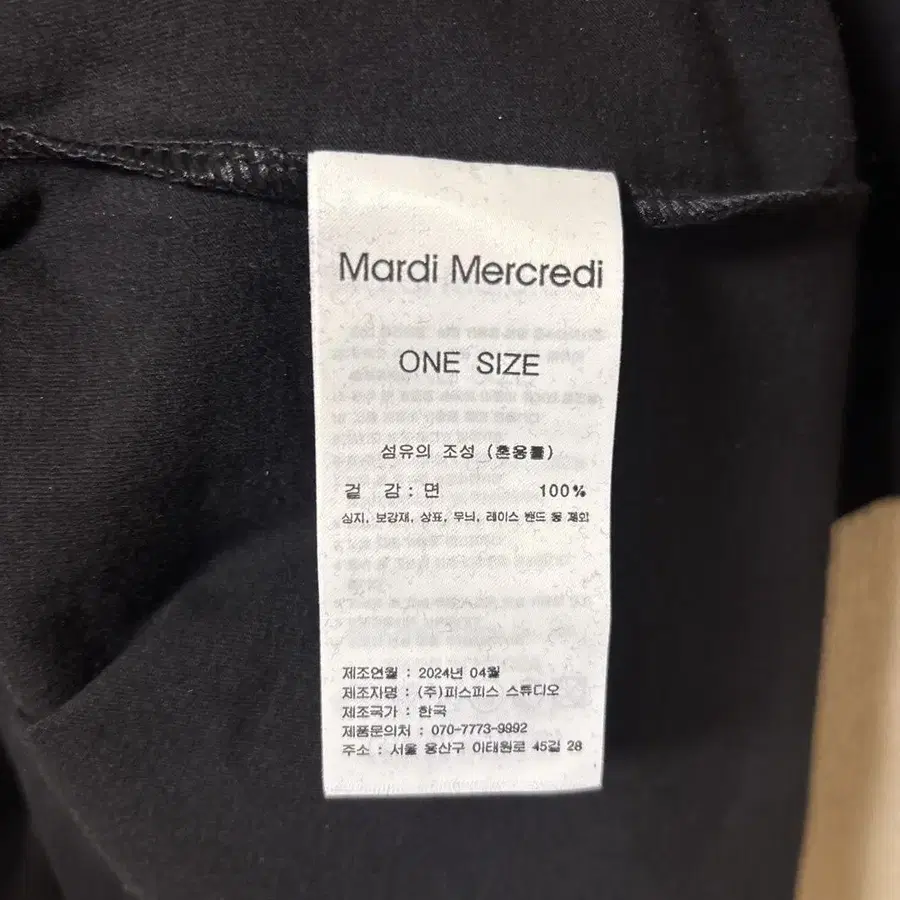 Mardi Mercredi
ONE SIZE
섬유의 조성 (혼용률)
겉 감 : 면 100%
심지, 보강재, 상표, 무늬, 레이스 밴드 등 제외
제조연월 : 2024년 04월
제조자명 : (주)피스피스 스튜디오
제조국가 : 한국
제품문의처 : 070-7773-9992
주소 : 서울 용산구 이태원로 45길 28